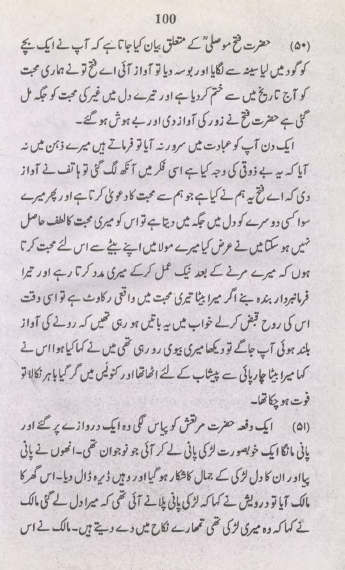 100
(۵۰) حضرت فتح موصلیؒ کے متعلق بیان کیا جاتا ہے کہ آپ نے ایک بچے
کو گود میں لیا سینہ سے لگایا اور بوسہ دیا تو آواز آئی اے فتح تو نے ہماری محبت
کو آج تاریخ میں سے ختم کر دیا ہے اور تیرے دل میں غیر کی محبت کو جگہ مل
گئی ہے حضرت فتح نے زور کی آواز دی اور بے ہوش ہو گئے۔
ایک دن آپ کو عبادت میں سرور نہ آیا تو فرماتے ہیں میرے ذہن میں نہ
آیا کہ یہ بے ذوقی کی وجہ کیا ہے اسی فکر میں آنکھ لگ گئی تو ہاتف نے آواز
دی کہ اے فتح یہ ہم نے کیا ہے جو ہم سے محبت کا دعویٰ کرتا ہے اور پھر میرے
سوا کسی دوسرے کو دل میں جگہ میں دیتا ہے تو اس کو میری محبت کا لطف حاصل
نہیں ہو سکتا میں نے عرض کیا میرے مولا میں اپنے بیٹے سے اس لئے محبت کرتا
ہوں کہ میرے مرنے کے بعد نیک عمل کر کے میری مدد کرتا رہے اور تیرا
فرمانبردار بندہ بنے اگر میرا بیٹا تیری محبت میں واقعی رکاوٹ ہے تو اسی وقت
اس کی روح قبض کر لے خواب میں یہ باتیں ہو رہی تھیں کہ رونے کی آواز
بلند ہوئی آپ جاگے تو دیکھا میری بیوی رو رہی تھی میں نے کہا کیا ہوا اس نے
کہا میرا بیٹا چارپائی سے پیشاب کے لئے اٹھا تھا اور کنوئیں میں گر گیا باہر نکالا تو
فوت ہو چکا تھا۔
(۵۱) ایک دفعہ حضرت مرتعش کو پیاس لگی وہ ایک دروازے پر گئے اور
پانی مانگا ایک خوبصورت لڑکی پانی لے کر آئی جو نوجوان تھی۔ انھوں نے پانی
پیا اور ان کا دل لڑکی کے جمال کا شکار ہو گیا اور وہیں ڈیرہ ڈال دیا۔ اس گھر کا
مالک آیا تو درویش نے کہا کہ لڑکی پانی پلانے آئی تھی کہ میرا دل لے گئی مالک
نے کہا کہ وہ میری لڑکی تھی تمھارے نکاح میں دے دیتے ہیں۔ مالک نے اس